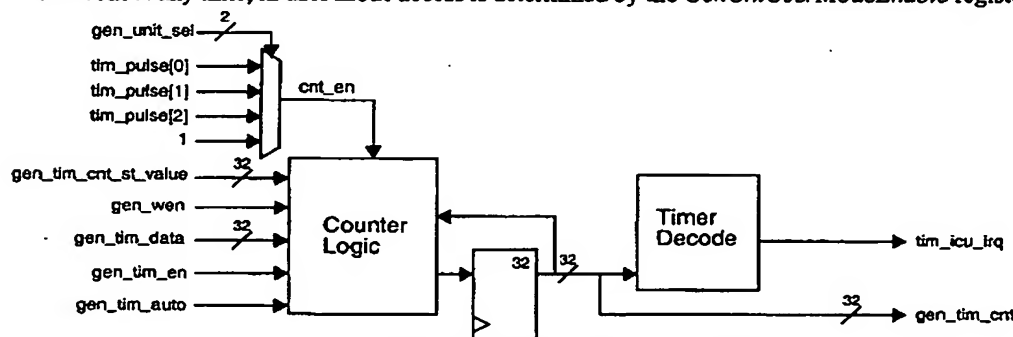 gen_unit_sel
2
tim_pulse[0]
tim_pulse[1]
cnt_en
tim_pulse[2]
1
gen_tim_cnt_st_value
32
gen_wen
gen_tim_data
32
gen_tim_en
gen_tim_auto
Counter
Logic
32
32
Timer
Decode
tim_icu_irq
32
gen_tim_cnt